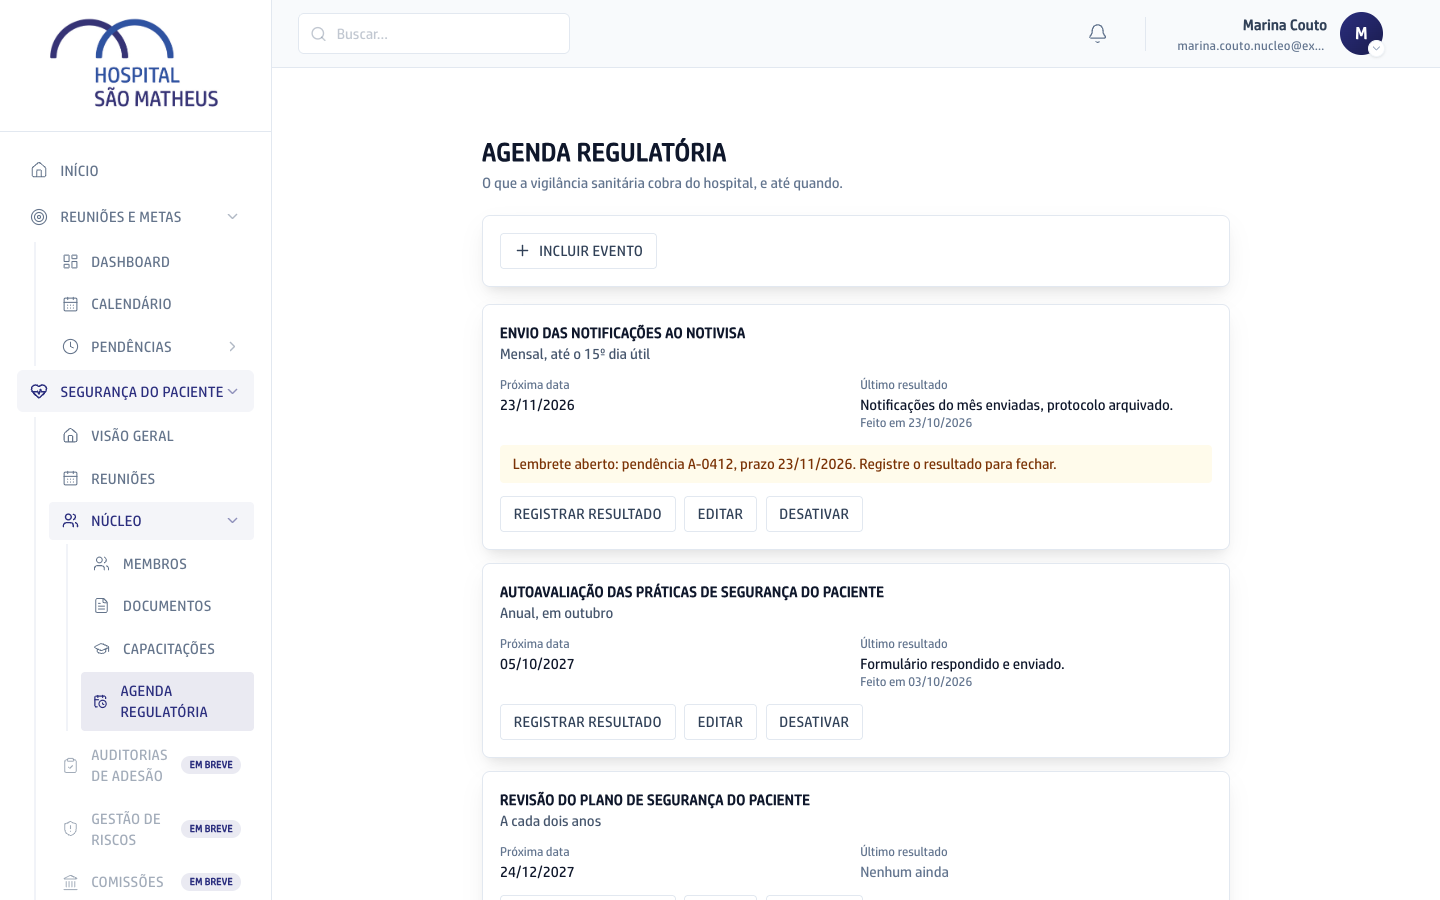 HOSPITAL
SÃO MATHEUS
Buscar...
Marina Couto
marina.couto.nucleo@ex...
M
INÍCIO
REUNIÕES E METAS
DASHBOARD
CALENDÁRIO
PENDÊNCIAS
SEGURANÇA DO PACIENTE
VISÃO GERAL
REUNIÕES
NÚCLEO
MEMBROS
DOCUMENTOS
CAPACITAÇÕES
AGENDA
REGULATÓRIA
AUDITORIAS
DE ADESÃO
EM BREVE
GESTÃO DE
RISCOS
EM BREVE
COMISSÕES
EM BREVE
AGENDA REGULATÓRIA
O que a vigilância sanitária cobra do hospital, e até quando.
INCLUIR EVENTO
ENVIO DAS NOTIFICAÇÕES AO NOTIVISA
Mensal, até o 15º dia útil
Próxima data
23/11/2026
Último resultado
Notificações do mês enviadas, protocolo arquivado.
Feito em 23/10/2026
Lembrete aberto: pendência A-0412, prazo 23/11/2026. Registre o resultado para fechar.
REGISTRAR RESULTADO
EDITAR
DESATIVAR
AUTOAVALIAÇÃO DAS PRÁTICAS DE SEGURANÇA DO PACIENTE
Anual, em outubro
Próxima data
05/10/2027
Último resultado
Formulário respondido e enviado.
Feito em 03/10/2026
REGISTRAR RESULTADO
EDITAR
DESATIVAR
REVISÃO DO PLANO DE SEGURANÇA DO PACIENTE
A cada dois anos
Próxima data
24/12/2027
Último resultado
Nenhum ainda